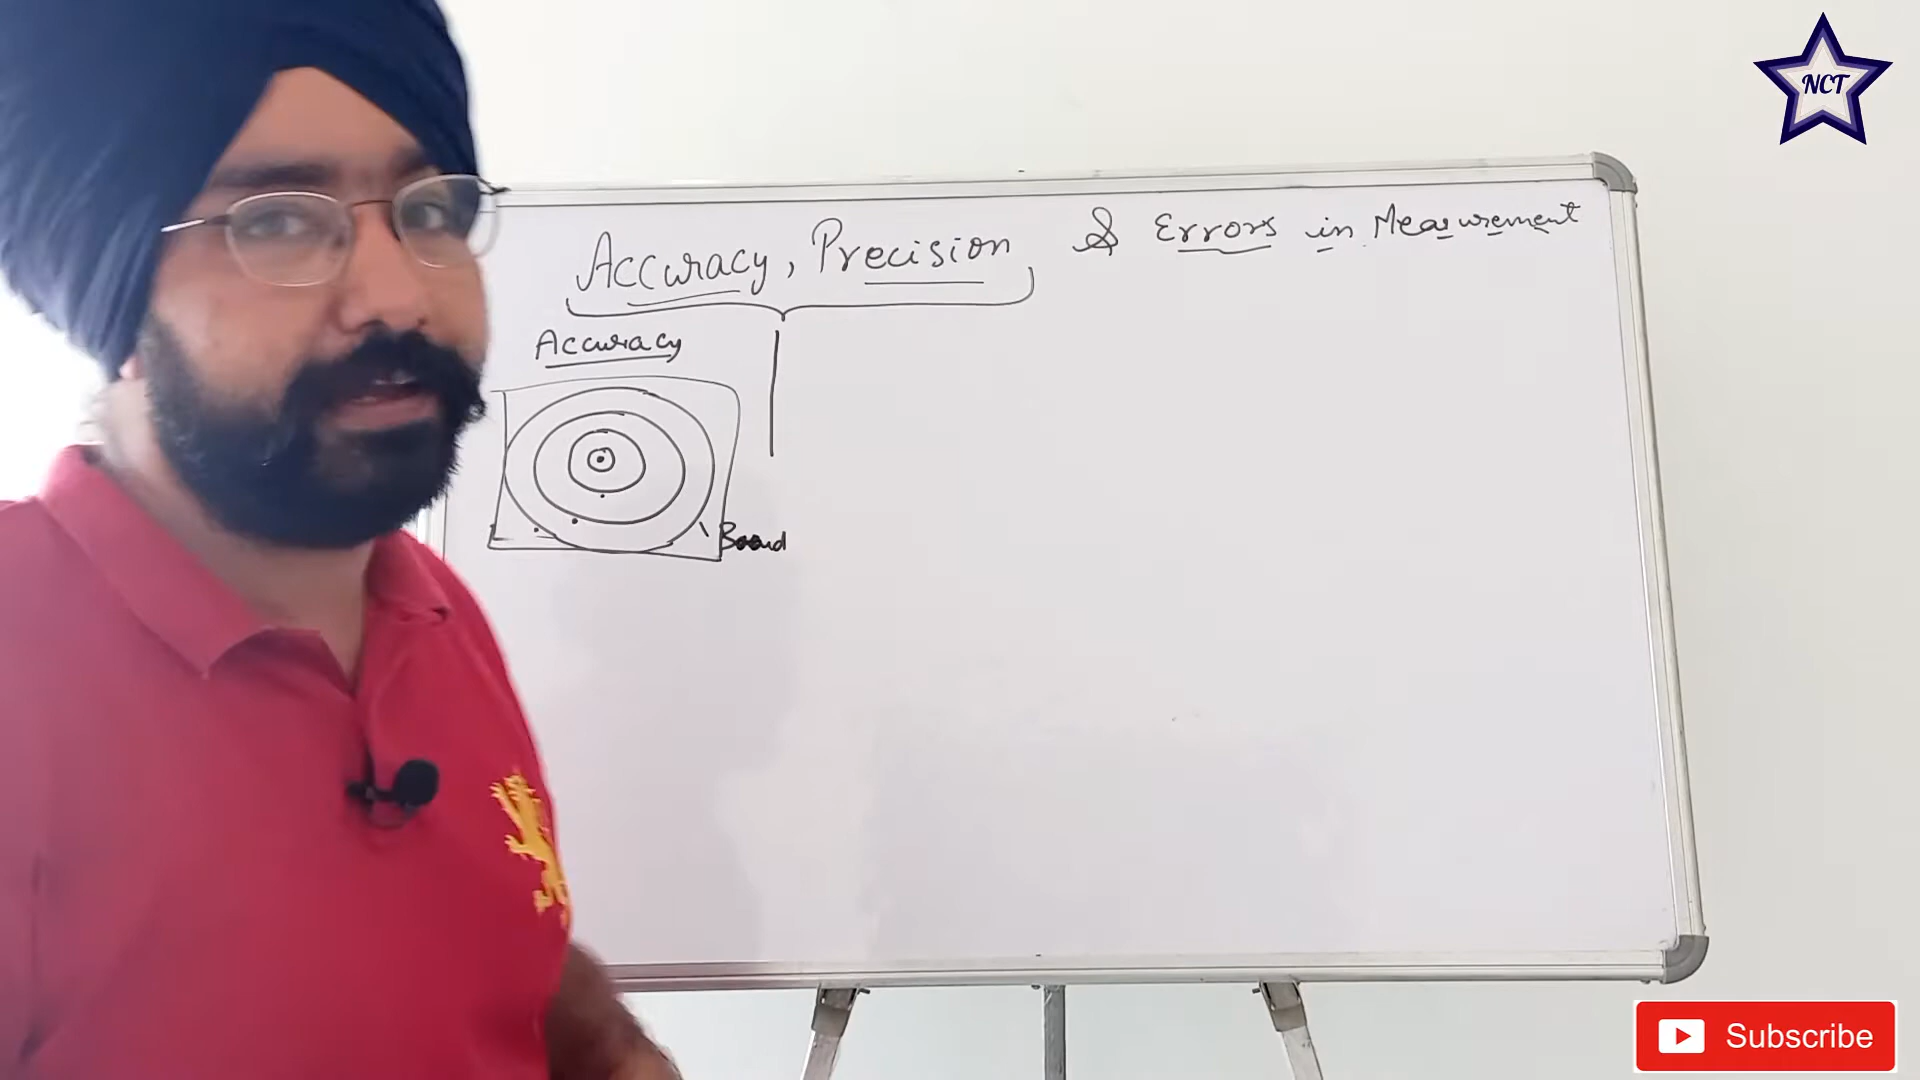 NCT
Accuracy, Precision & Errors in Measurement
Accuracy
Board
Subscribe